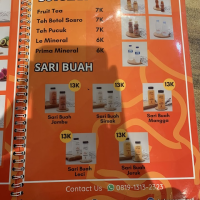 Fruit Tea 7K
Teh Botol Sosro 7K
Teh Pucuk 7K
Le Mineral 6K
Prima Mineral 6K
SARI BUAH
13K
13K
13K
Sari Buah
Jambu
Sari Buah
Sirsak
Sari Buah
Mangga
13K
13K
Sari Buah
Leci
Sari Buah
Jeruk
Contact Us 0819-1313-2323